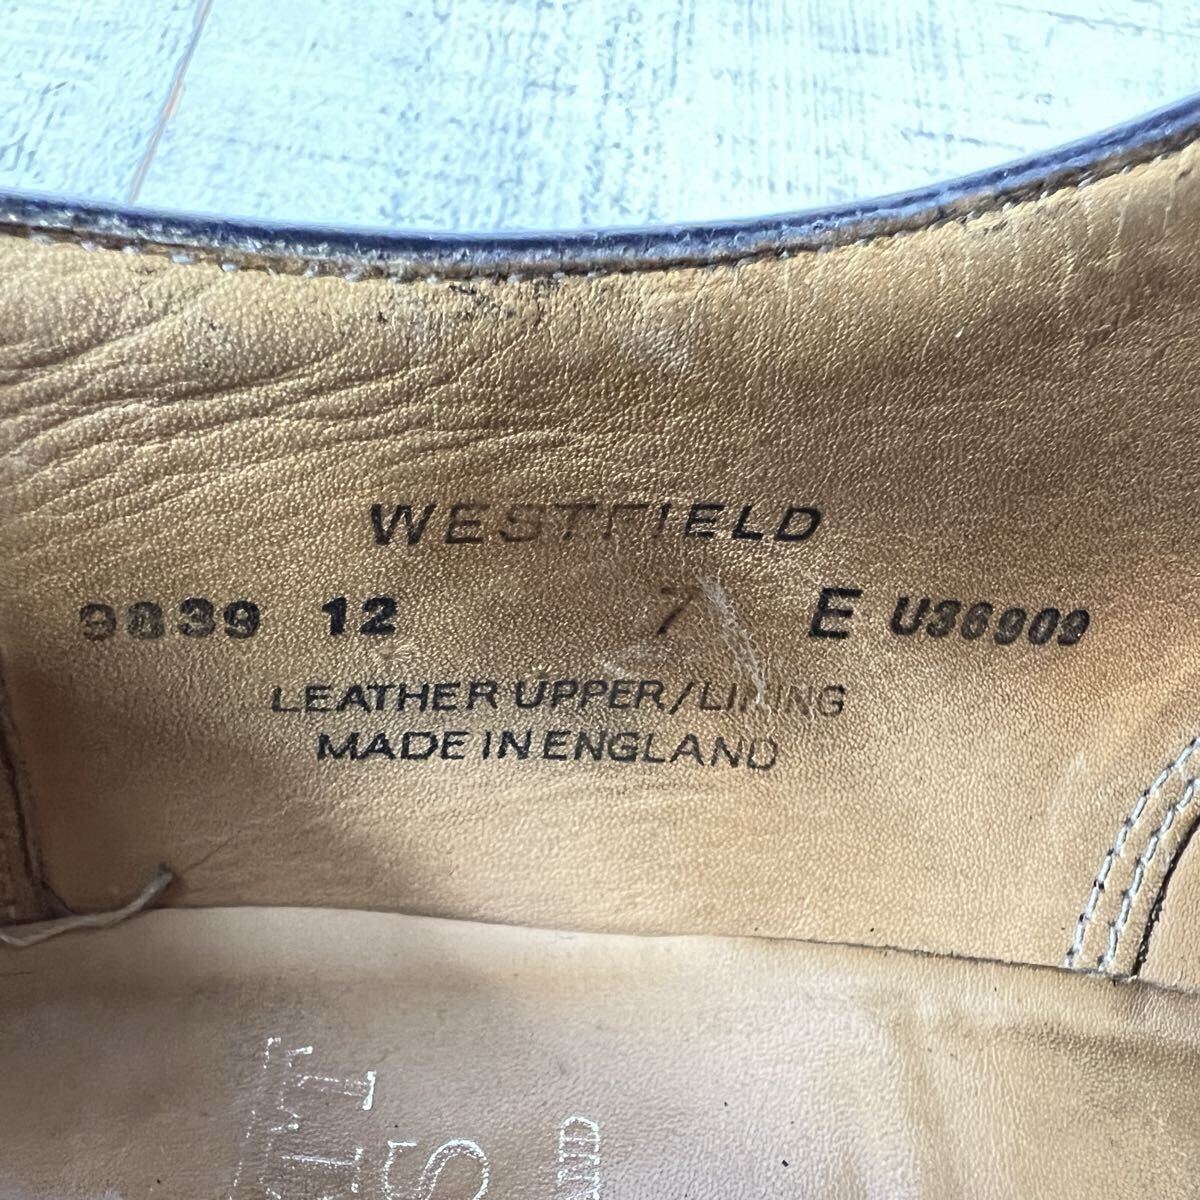 WESTFIELD
9839 12 7 E U36909
LEATHER UPPER/LINING
MADE IN ENGLAND